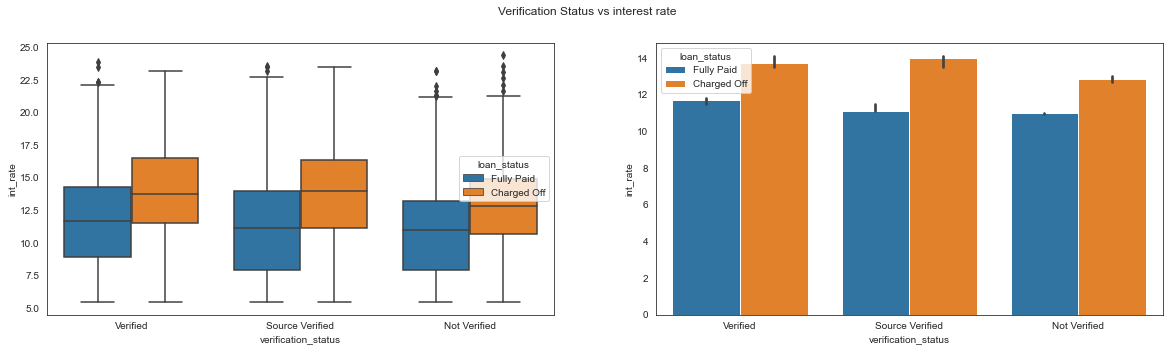 Verification Status vs interest rate
25.0
22.5
20.0
17.5
15.0
12.5
10.0
7.5
5.0
int_rate
loan_status
Fully Paid
Charged Off
Verified
Source Verified
Not Verified
verification_status
14
12
10
8
6
4
2
0
int_rate
loan_status
Fully Paid
Charged Off
Verified
Source Verified
Not Verified
verification_status